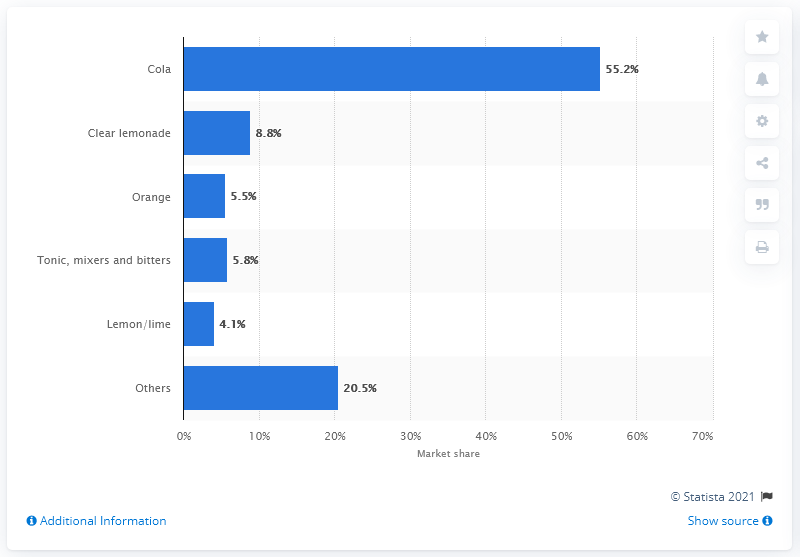 Cola 55.2%
Clear lemonade 8.8%
Orange 5.5%
Tonic, mixers and bitters 5.8%
Lemon/lime 4.1%
Others 20.5%
0% 10% 20% 30% 40% 50% 60% 70%
Market share
© Statista 2021
Additional Information Show source